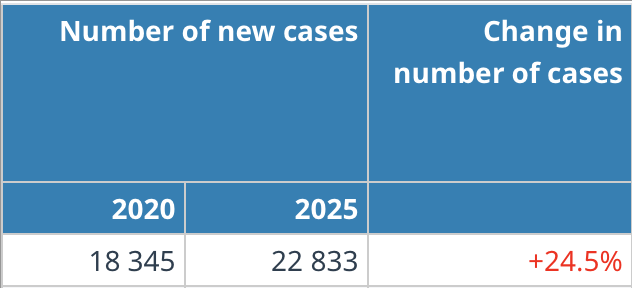 Number of new cases
Change in
number of cases
2020
2025
18 345
22 833
+24.5%